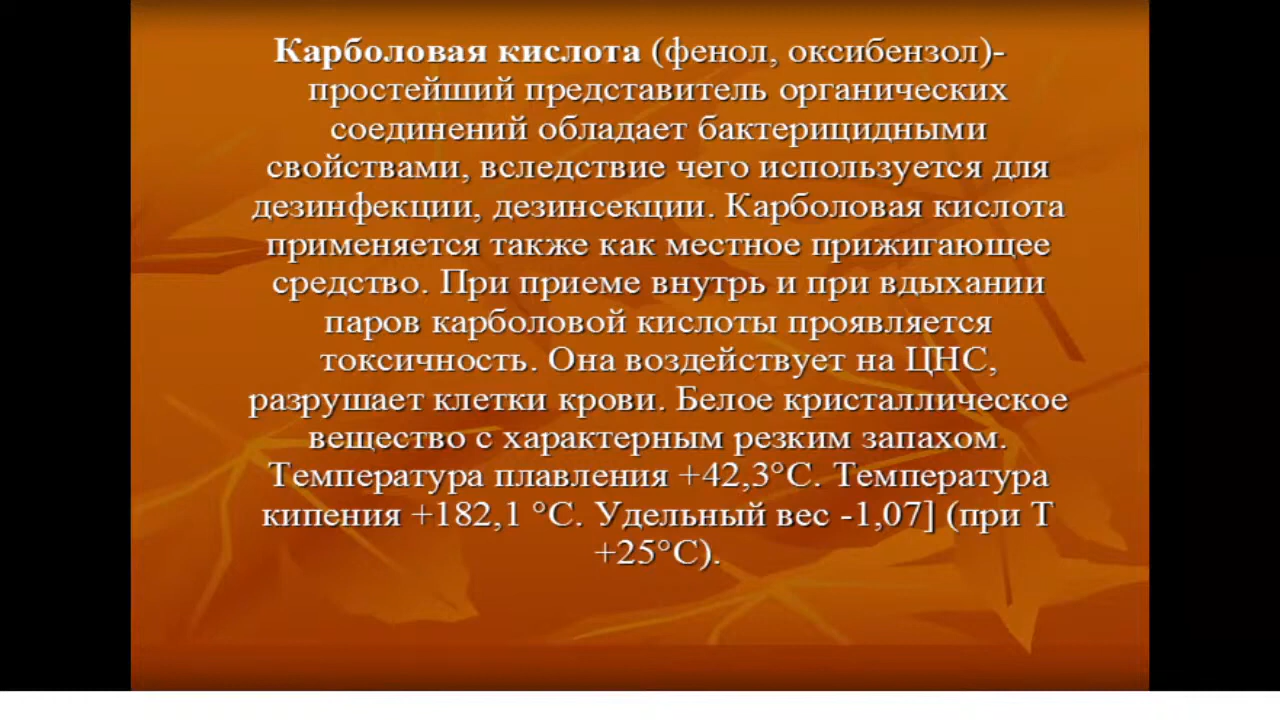 Карболовая кислота (фенол, оксибензол)-
простейший представитель органических
соединений обладает бактерицидными
свойствами, вследствие чего используется для
дезинфекции, дезинсекции. Карболовая кислота
применяется также как местное прижигающее
средство. При приеме внутрь и при вдыхании
паров карболовой кислоты проявляется
токсичность. Она воздействует на ЦНС,
разрушает клетки крови. Белое кристаллическое
вещество с характерным резким запахом.
Температура плавления +42,3°С. Температура
кипения +182,1 °С. Удельный вес -1,07] (при Т
+25°С).